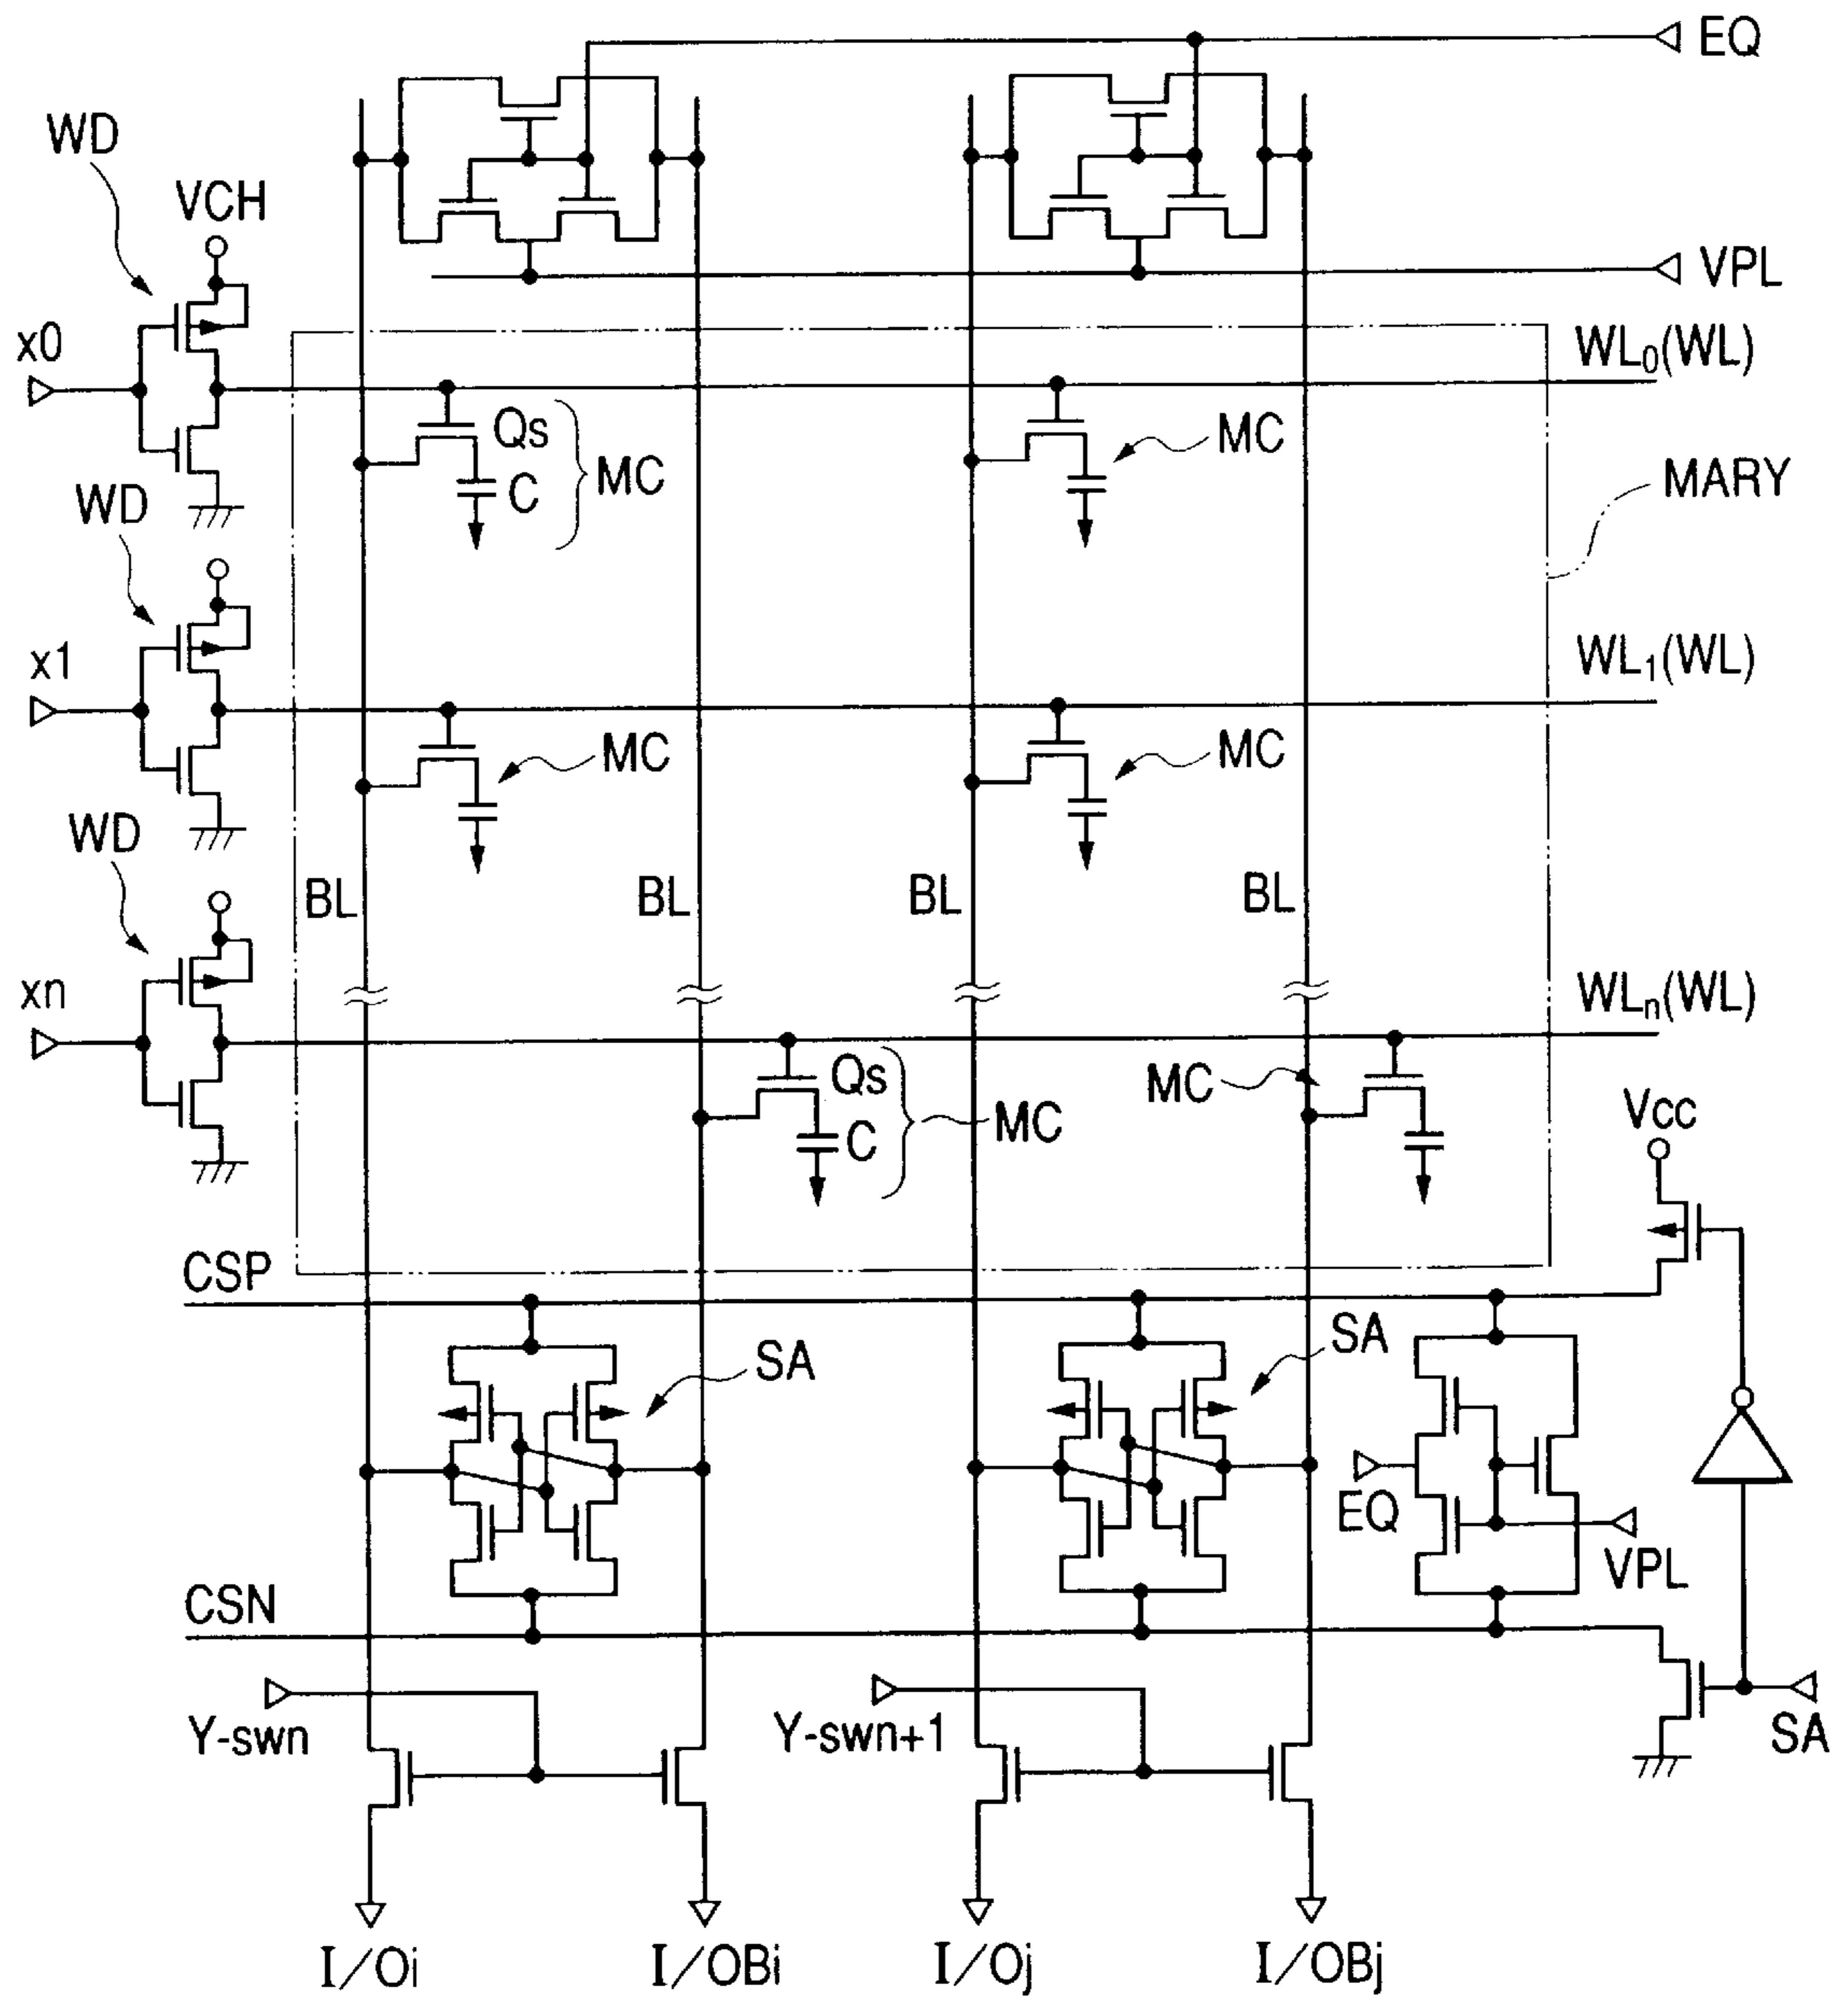 EQ
WD
VCH
VPL
x0
WL0(WL)
Qs
MC
C
MC
MARY
WD
x1
WL1(WL)
MC
MC
WD
BL
BL
BL
BL
xn
WLn(WL)
Qs
MC
C
MC
Vcc
CSP
SA
SA
EQ
VPL
CSN
Y-swn
Y-swn+1
SA
I/Oi
I/OBi
I/Oj
I/OBj